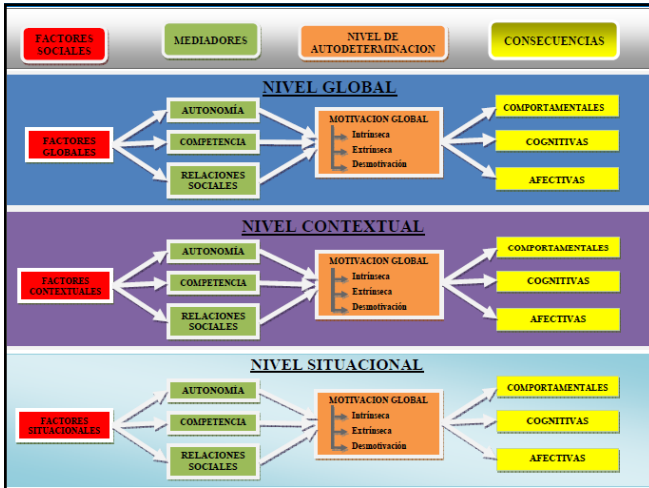 FACTORES
SOCIALES
MEDIADORES
NIVEL DE
AUTODETERMINACION
CONSECUENCIAS
NIVEL GLOBAL
FACTORES
GLOBALES
AUTONOMÍA
COMPETENCIA
RELACIONES
SOCIALES
MOTIVACION GLOBAL
Intrínseca
Extrínseca
Desmotivación
COMPORTAMENTALES
COGNITIVAS
AFECTIVAS
NIVEL CONTEXTUAL
FACTORES
CONTEXTUALES
AUTONOMÍA
COMPETENCIA
RELACIONES
SOCIALES
MOTIVACION GLOBAL
Intrínseca
Extrínseca
Desmotivación
COMPORTAMENTALES
COGNITIVAS
AFECTIVAS
NIVEL SITUACIONAL
FACTORES
SITUACIONALES
AUTONOMÍA
COMPETENCIA
RELACIONES
SOCIALES
MOTIVACION GLOBAL
Intrínseca
Extrínseca
Desmotivación
COMPORTAMENTALES
COGNITIVAS
AFECTIVAS